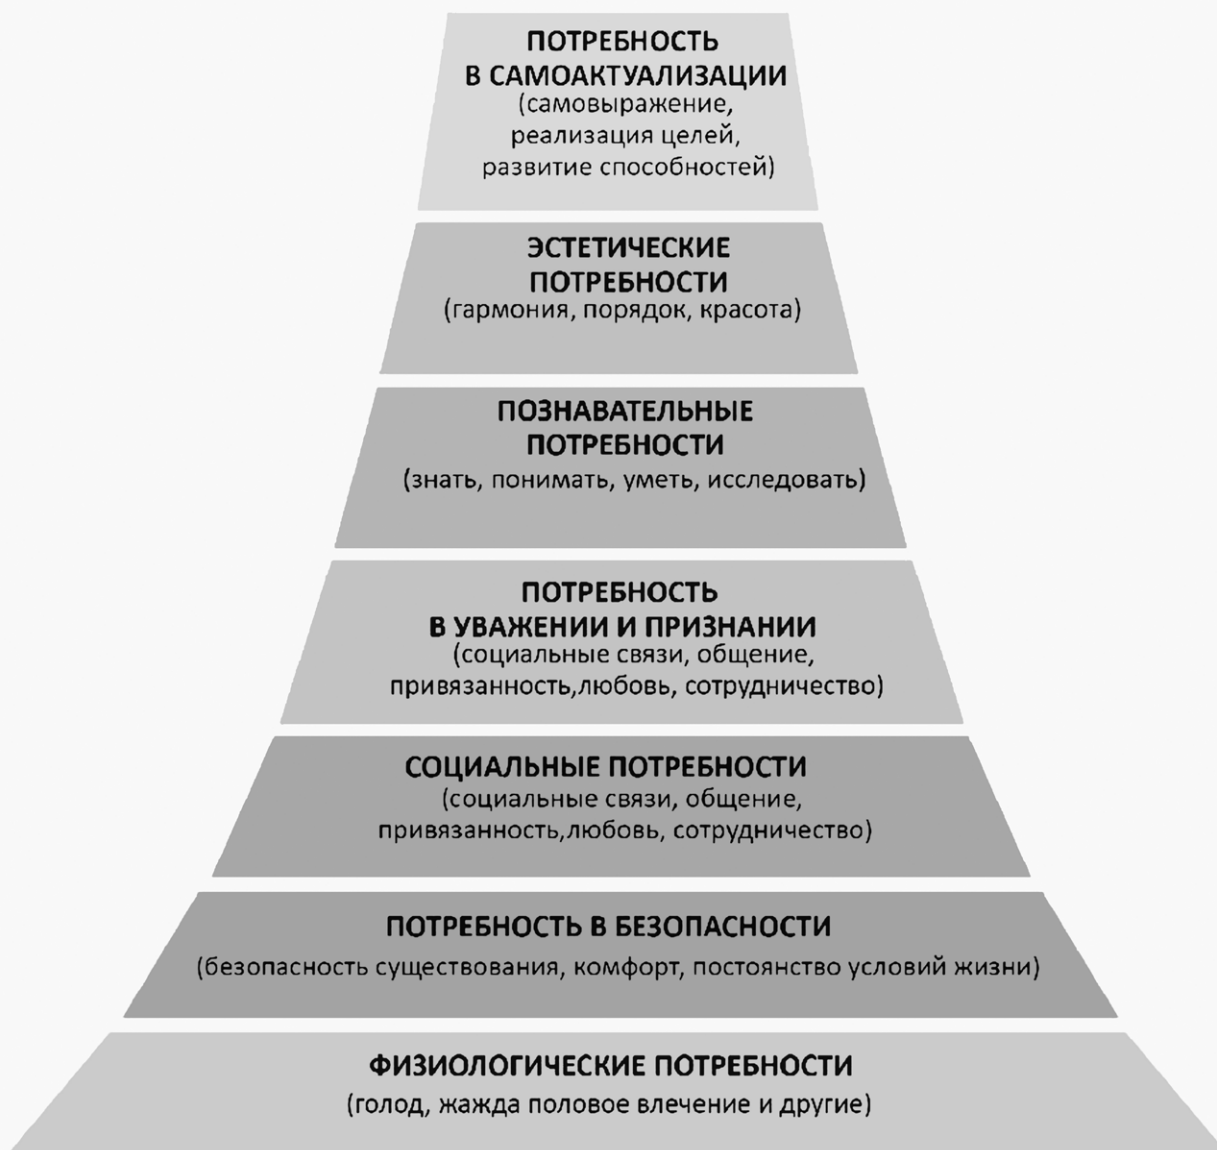 ПОТРЕБНОСТЬ
В САМОАКТУАЛИЗАЦИИ
(самовыражение,
реализация целей,
развитие способностей)
ЭСТЕТИЧЕСКИЕ
ПОТРЕБНОСТИ
(гармония, порядок, красота)
ПОЗНАВАТЕЛЬНЫЕ
ПОТРЕБНОСТИ
(знать, понимать, уметь, исследовать)
ПОТРЕБНОСТЬ
В УВАЖЕНИИ И ПРИЗНАНИИ
(социальные связи, общение,
привязанность,любовь, сотрудничество)
СОЦИАЛЬНЫЕ ПОТРЕБНОСТИ
(социальные связи, общение,
привязанность,любовь, сотрудничество)
ПОТРЕБНОСТЬ В БЕЗОПАСНОСТИ
(безопасность существования, комфорт, постоянство условий жизни)
ФИЗИОЛОГИЧЕСКИЕ ПОТРЕБНОСТИ
(голод, жажда половое влечение и другие)